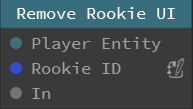 Remove Rookie UI
Player Entity
Rookie ID
In